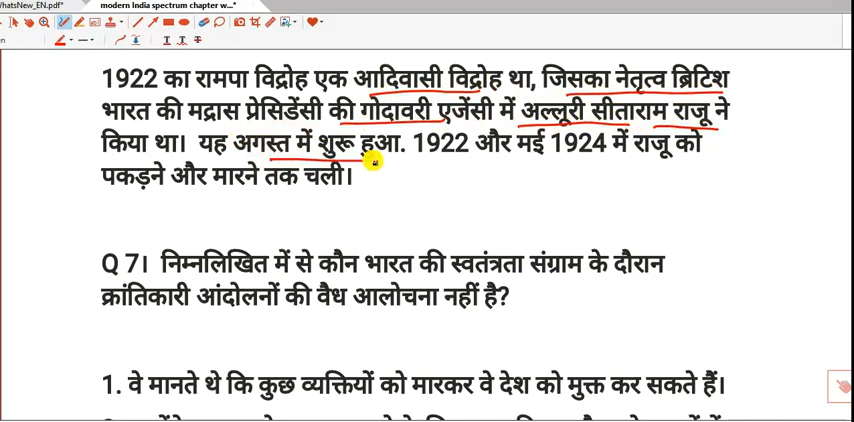 WhatsNew_EN.pdf*
modern India spectrum chapter w...*
1922 का रामपा विद्रोह एक आदिवासी विद्रोह था, जिसका नेतृत्व ब्रिटिश
भारत की मद्रास प्रेसिडेंसी की गोदावरी एजेंसी में अल्लूरी सीताराम राजू ने
किया था। यह अगस्त में शुरू हुआ. 1922 और मई 1924 में राजू को
पकड़ने और मारने तक चली।
Q 7। निम्नलिखित में से कौन भारत की स्वतंत्रता संग्राम के दौरान
क्रांतिकारी आंदोलनों की वैध आलोचना नहीं है?
1. वे मानते थे कि कुछ व्यक्तियों को मारकर वे देश को मुक्त कर सकते हैं।